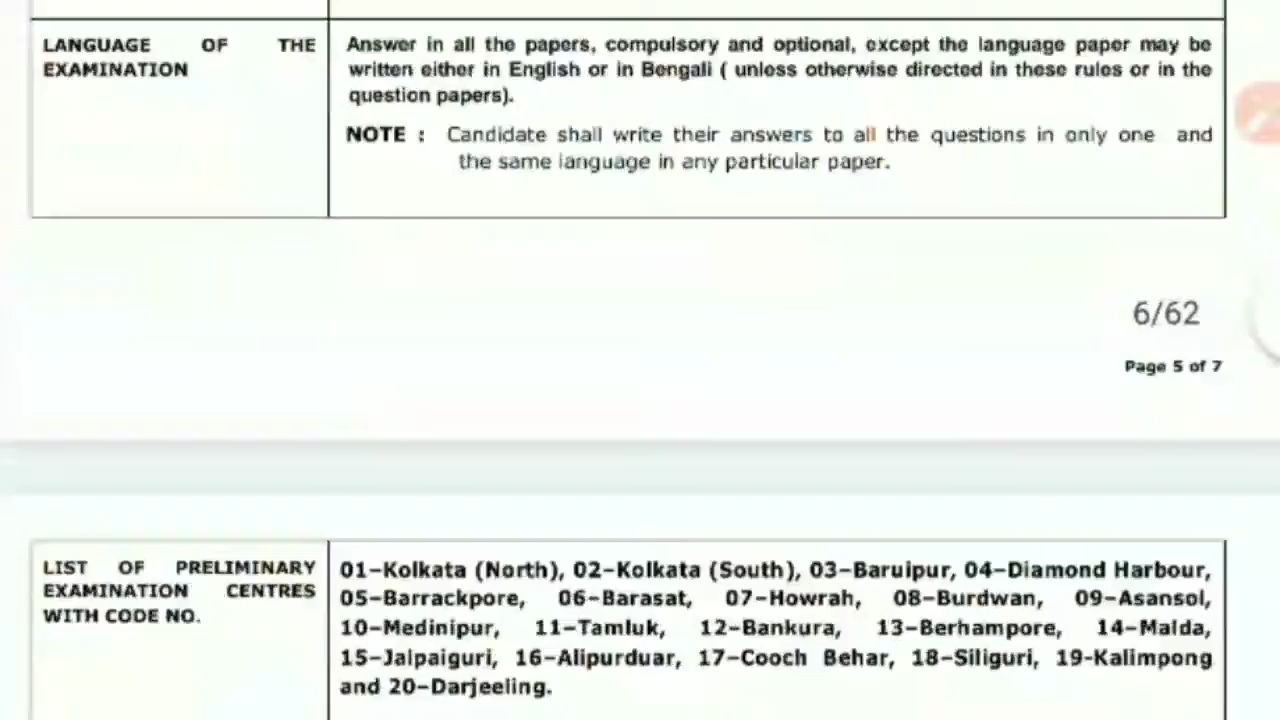 LANGUAGE OF THE
EXAMINATION
Answer in all the papers, compulsory and optional, except the language paper may be
written either in English or in Bengali ( unless otherwise directed in these rules or in the
question papers).
NOTE : Candidate shall write their answers to all the questions in only one and
the same language in any particular paper.
6/62
Page 5 of 7
LIST OF PRELIMINARY
EXAMINATION CENTRES
WITH CODE NO.
01–Kolkata (North), 02–Kolkata (South), 03–Baruipur, 04–Diamond Harbour,
05–Barrackpore, 06–Barasat, 07–Howrah, 08–Burdwan, 09–Asansol,
10–Medinipur, 11–Tamluk, 12–Bankura, 13–Berhampore, 14–Malda,
15–Jalpaiguri, 16–Alipurduar, 17–Cooch Behar, 18–Siliguri, 19-Kalimpong
and 20–Darjeeling.